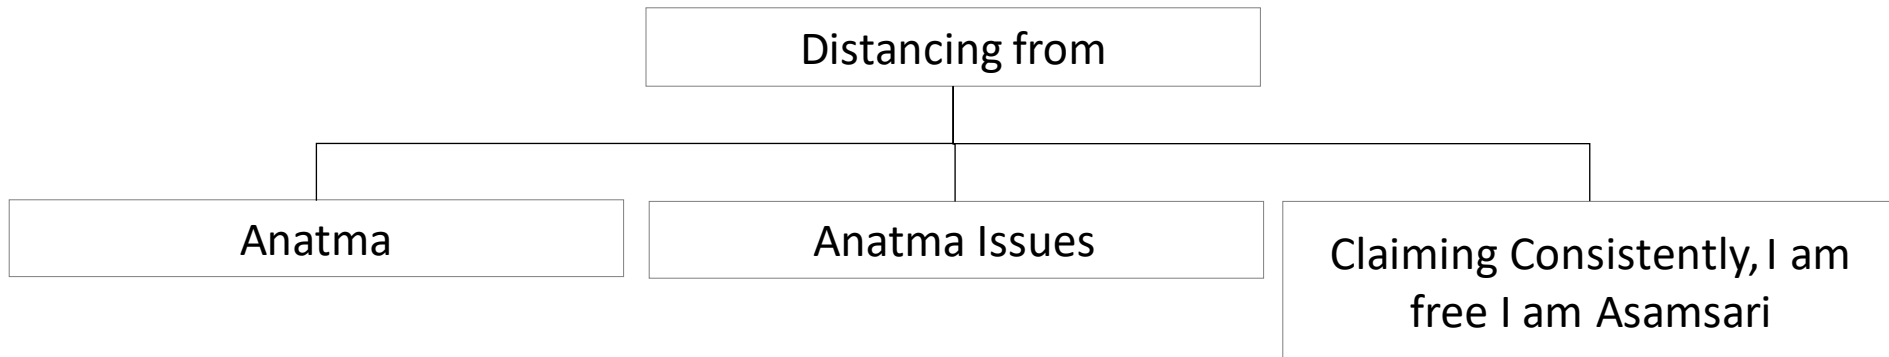 Distancing from
Anatma
Anatma Issues
Claiming Consistently, I am
free I am Asamsari